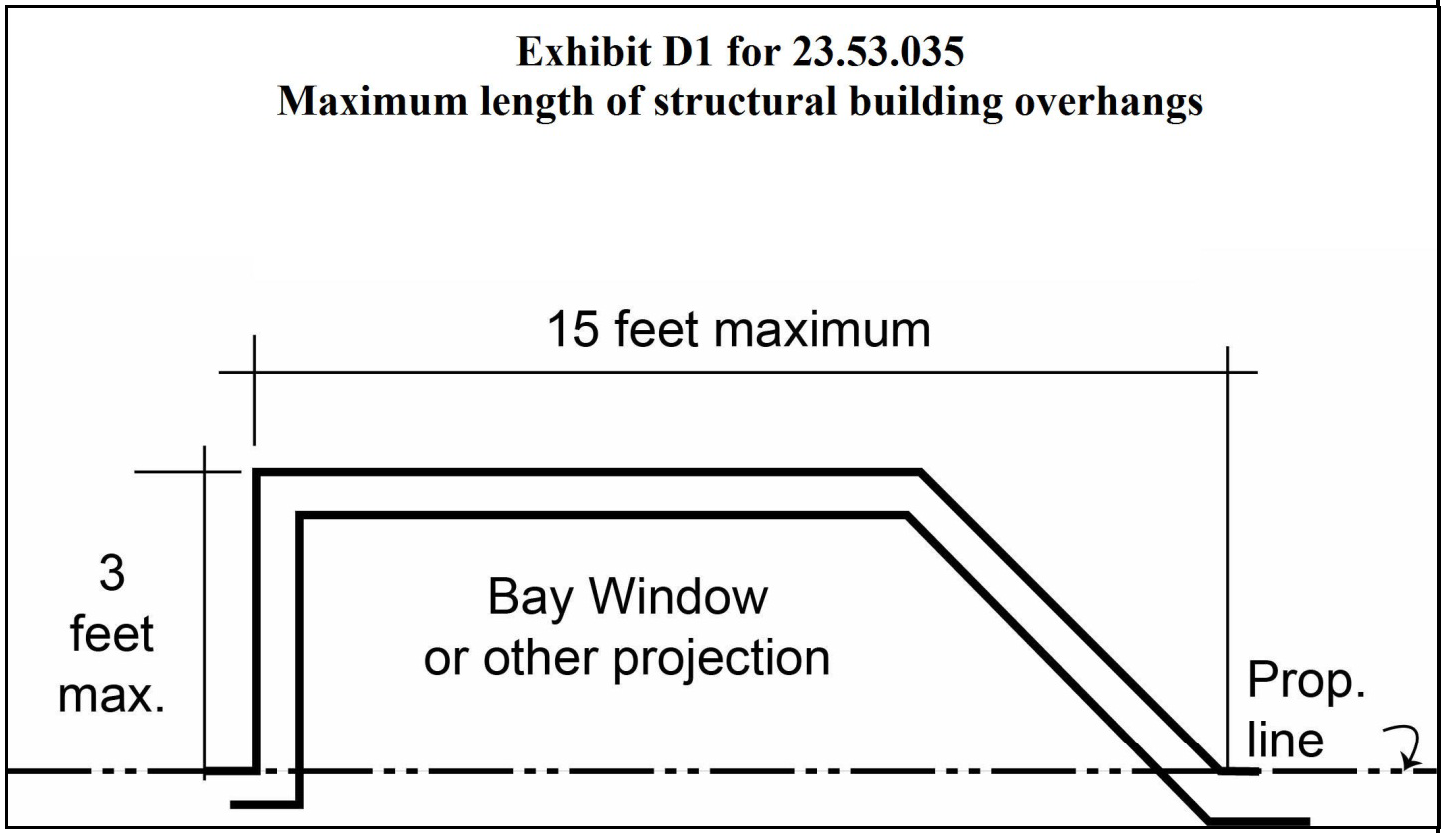 Exhibit D1 for 23.53.035
Maximum length of structural building overhangs
15 feet maximum
3
feet
max.
Bay Window
or other projection
Prop.
line